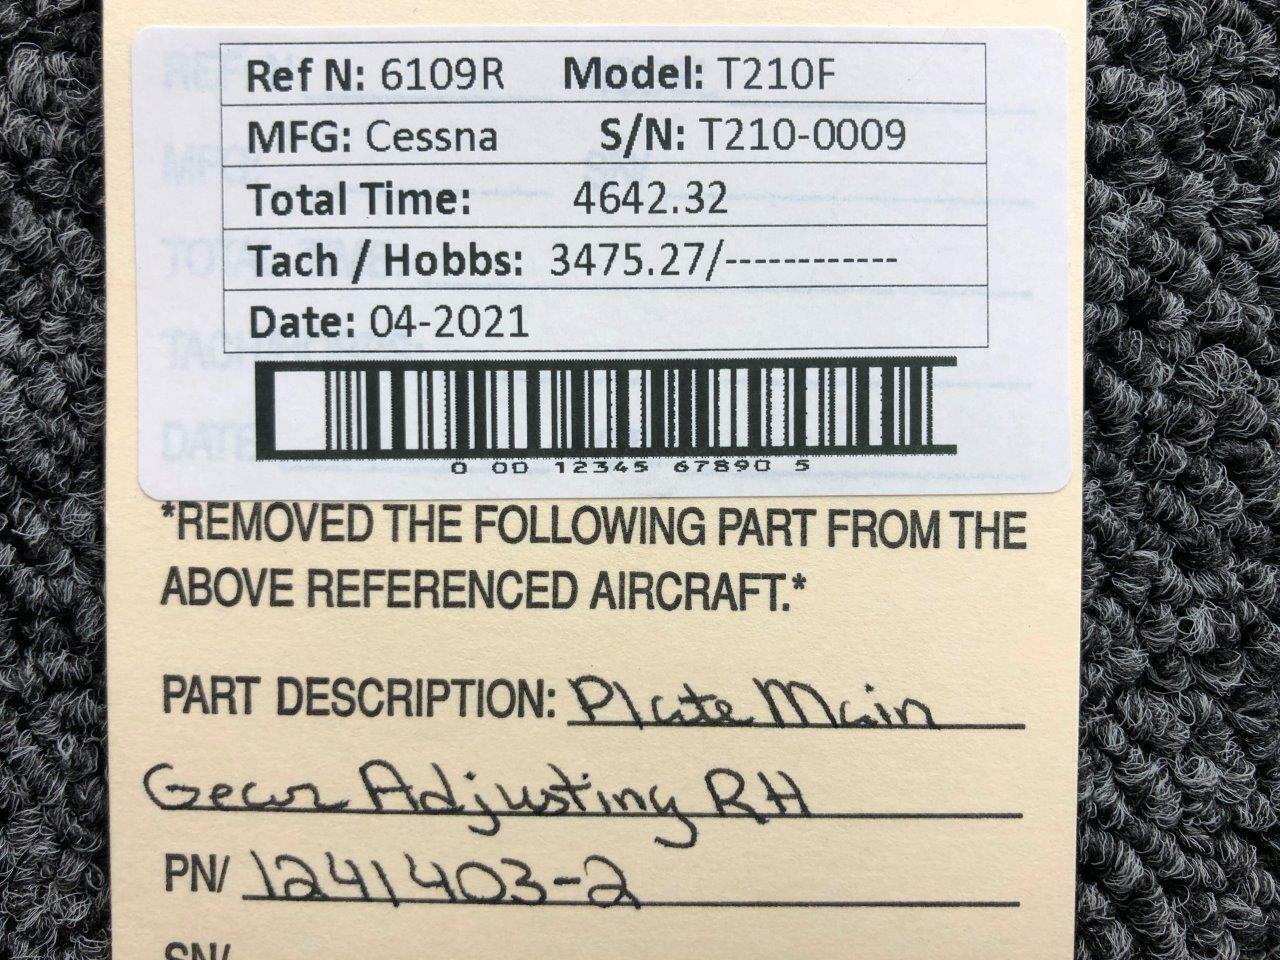 Ref N: 6109R Model: T210F
MFG: Cessna S/N: T210-0009
Total Time: 4642.32
Tach / Hobbs: 3475.27/------------
Date: 04-2021
0 00 12345 67890 5
*REMOVED THE FOLLOWING PART FROM THE
ABOVE REFERENCED AIRCRAFT.*
PART DESCRIPTION: Plate Main
Gear Adjusting RH
PN/ 1241403-2
SN/